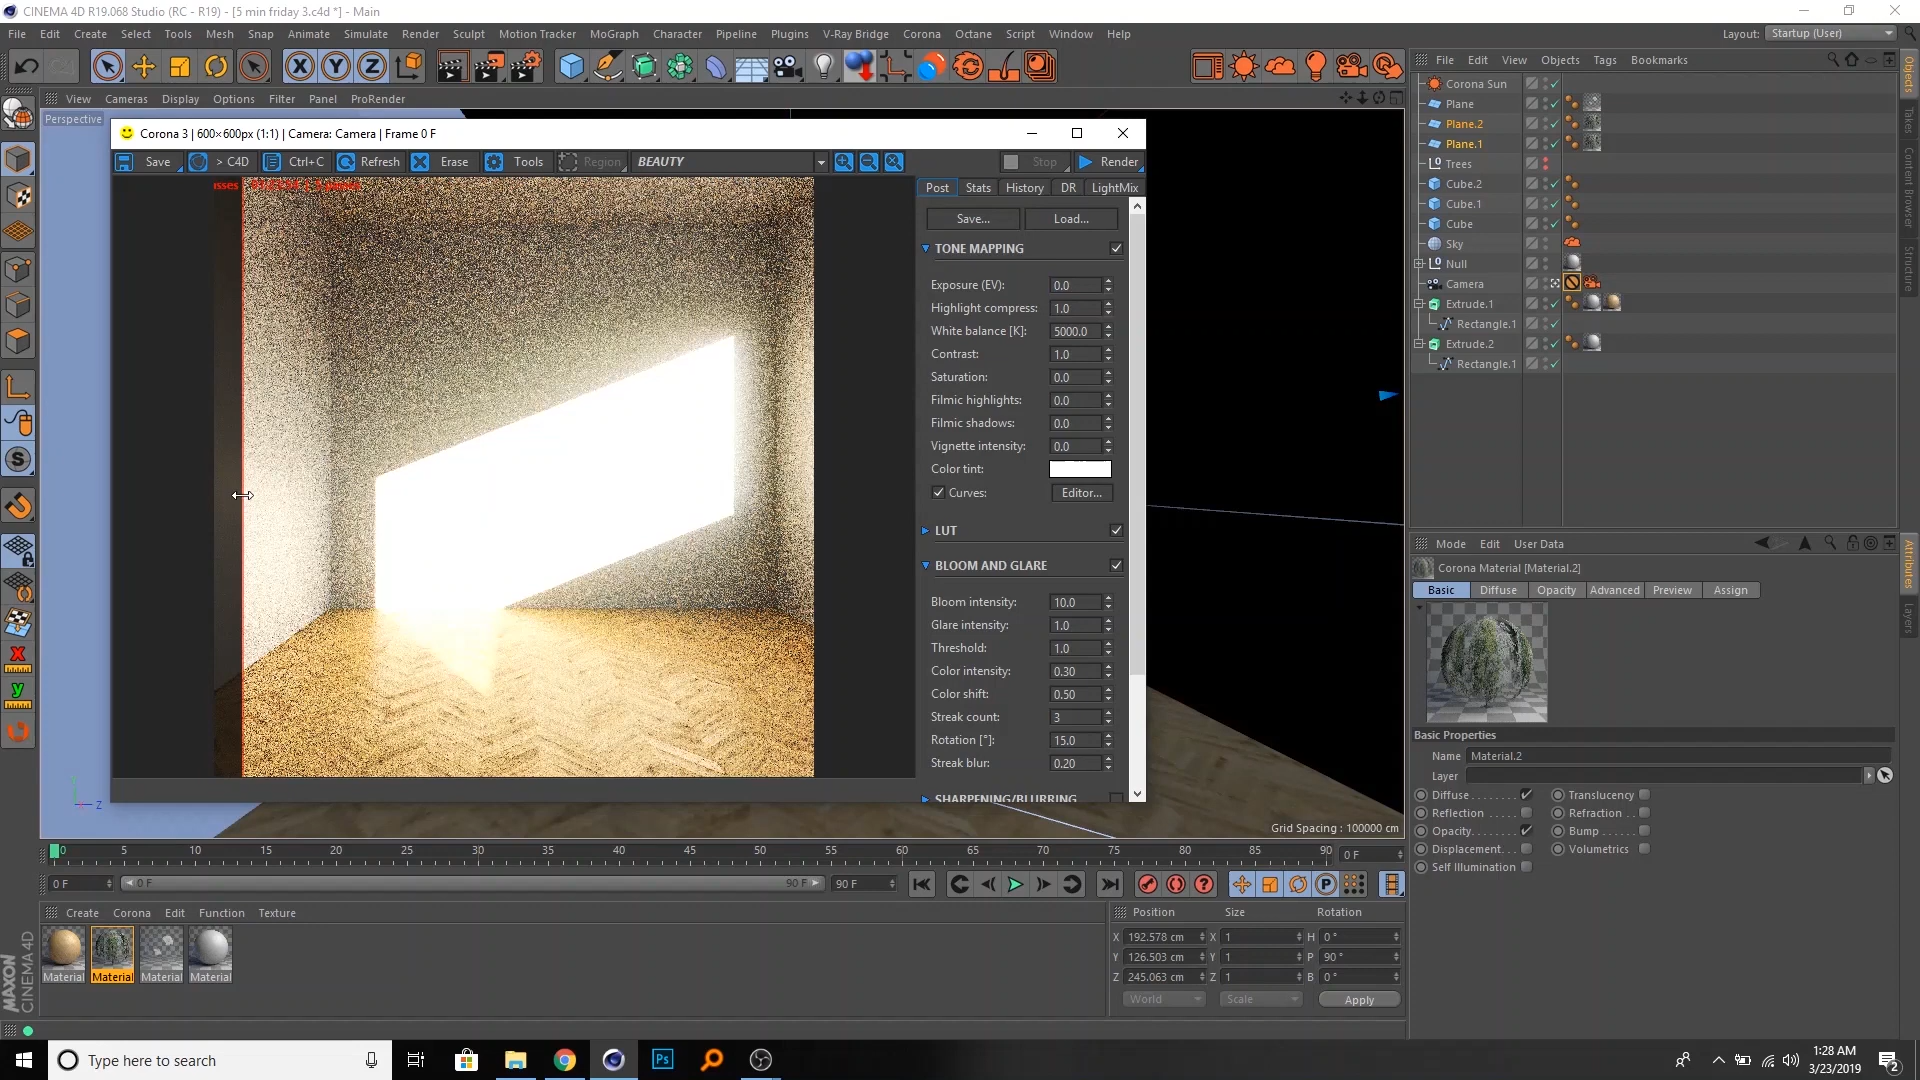 CINEMA 4D R19.068 Studio (RC - R19) - [5 min friday 3.c4d *] - Main
File Edit Create Select Tools Mesh Snap Animate Simulate Render Sculpt Motion Tracker MoGraph Character Pipeline Plugins V-Ray Bridge Corona Octane Script Window Help
Layout: Startup (User)
X Y Z
File Edit View Objects Tags Bookmarks
View Cameras Display Options Filter Panel ProRender
Perspective
Corona 3 | 600×600px (1:1) | Camera: Camera | Frame 0 F
Save > C4D Ctrl+C Refresh Erase Tools Region BEAUTY Stop Render
Post Stats History DR LightMix
Save... Load...
TONE MAPPING
Exposure (EV): 0.0
Highlight compress: 1.0
White balance [K]: 5000.0
Contrast: 1.0
Saturation: 0.0
Filmic highlights: 0.0
Filmic shadows: 0.0
Vignette intensity: 0.0
Color tint:
Curves: Editor...
LUT
BLOOM AND GLARE
Bloom intensity: 10.0
Glare intensity: 1.0
Threshold: 1.0
Color intensity: 0.30
Color shift: 0.50
Streak count: 3
Rotation [°]: 15.0
Streak blur: 0.20
SHARPENING/BLURRING
Corona Sun
Plane
Plane.2
Plane.1
Trees
Cube.2
Cube.1
Cube
Sky
Null
Camera
Extrude.1
Rectangle.1
Extrude.2
Rectangle.1
Objects
Takes
Content Browser
Structure
Mode Edit User Data
Corona Material [Material.2]
Basic Diffuse Opacity Advanced Preview Assign
Basic Properties
Name Material.2
Layer
Diffuse Translucency
Reflection Refraction
Opacity Bump
Displacement Volumetrics
Self Illumination
Attributes
Layers
Z
Grid Spacing : 100000 cm
0 5 10 15 20 25 30 35 40 45 50 55 60 65 70 75 80 85 90 0 F
0 F 0 F 90 F 90 F
Create Corona Edit Function Texture
Material Material Material Material
Position Size Rotation
X 192.578 cm X 1 H 0 °
Y 126.503 cm Y 1 P 90 °
Z 245.063 cm Z 1 B 0 °
World Scale Apply
MAXON
CINEMA 4D
Type here to search
Ps
1:28 AM
3/23/2019
2